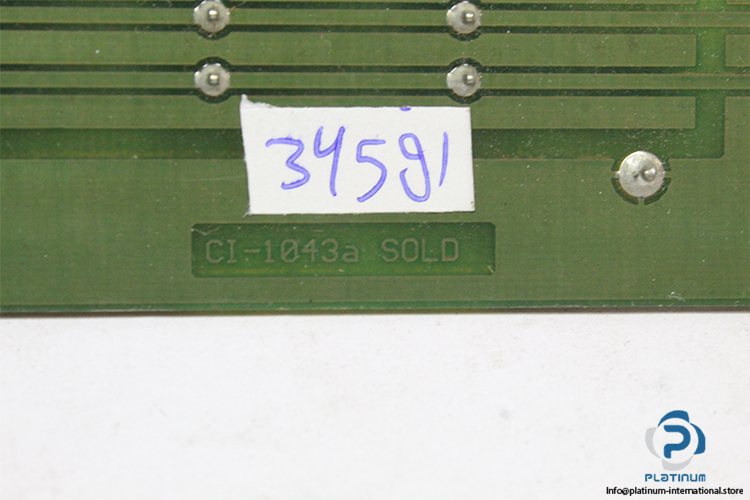 34591
CI-1043a SOLD
PLATINUM
Info@platinum-international.store